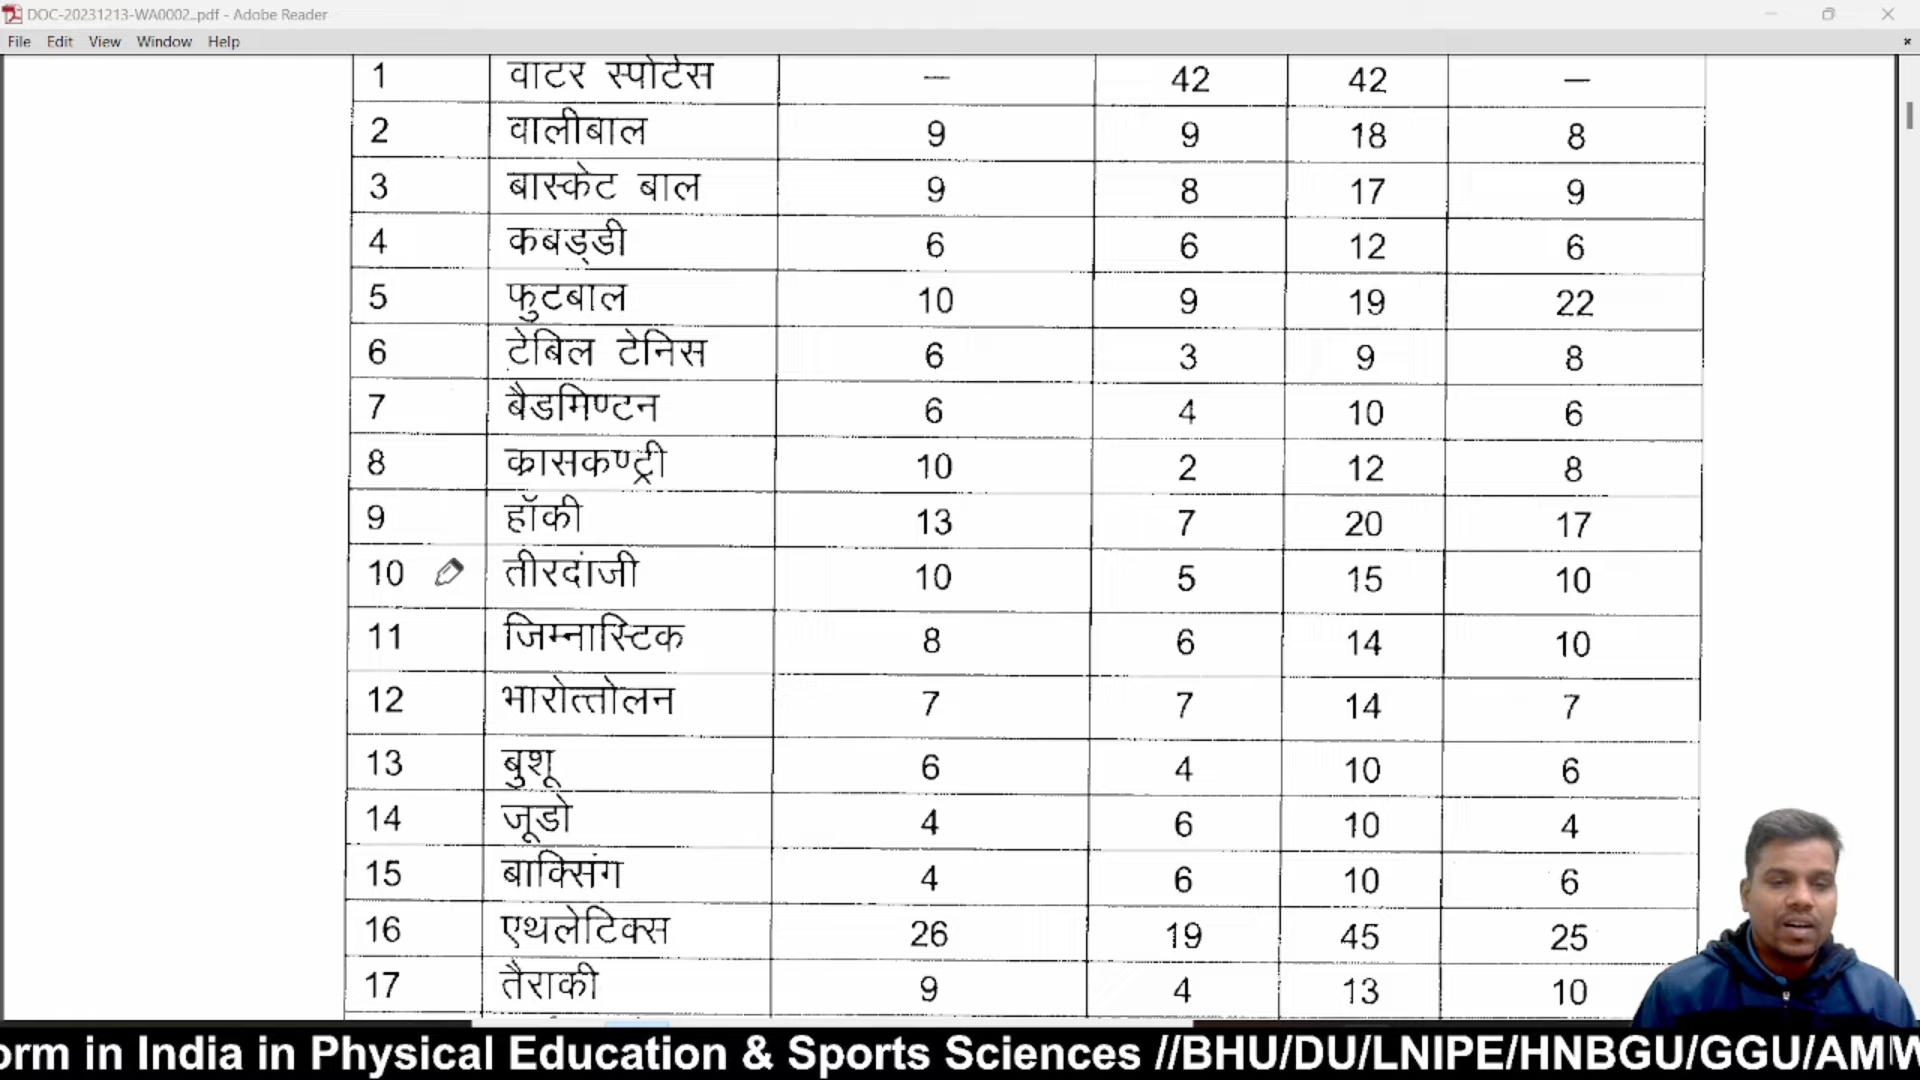 DOC-20231213-WA0002_.pdf - Adobe Reader
File Edit View Window Help
1 वाटर स्पोर्टस — 42 42 —
2 वालीबाल 9 9 18 8
3 बास्केट बाल 9 8 17 9
4 कबड्डी 6 6 12 6
5 फुटबाल 10 9 19 22
6 टेबिल टेनिस 6 3 9 8
7 बैडमिण्टन 6 4 10 6
8 क्रासकण्ट्री 10 2 12 8
9 हॉकी 13 7 20 17
10 तीरदांजी 10 5 15 10
11 जिम्नास्टिक 8 6 14 10
12 भारोत्तोलन 7 7 14 7
13 बुशू 6 4 10 6
14 जूडो 4 6 10 4
15 बाक्सिंग 4 6 10 6
16 एथलेटिक्स 26 19 45 25
17 तैराकी 9 4 13 10
orm in India in Physical Education & Sports Sciences //BHU/DU/LNIPE/HNBGU/GGU/AM